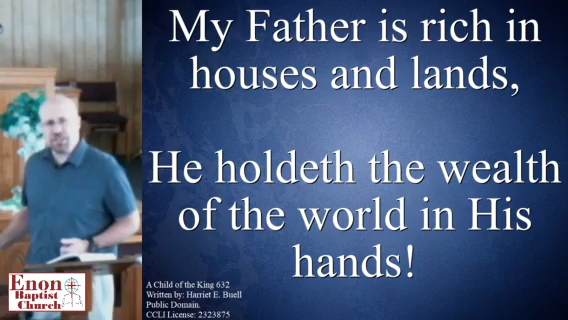 My Father is rich in
houses and lands,
He holdeth the wealth
of the world in His
hands!
A Child of the King 632
Written by: Harriet E. Buell
Public Domain.
CCLI License: 2323875
Enon
Baptist
Church